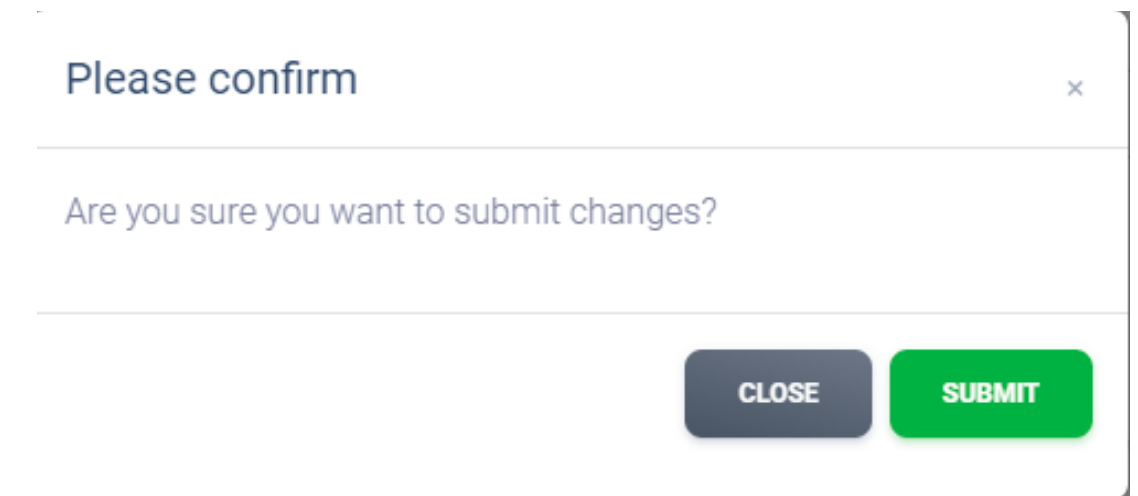 Please confirm
×
Are you sure you want to submit changes?
CLOSE
SUBMIT